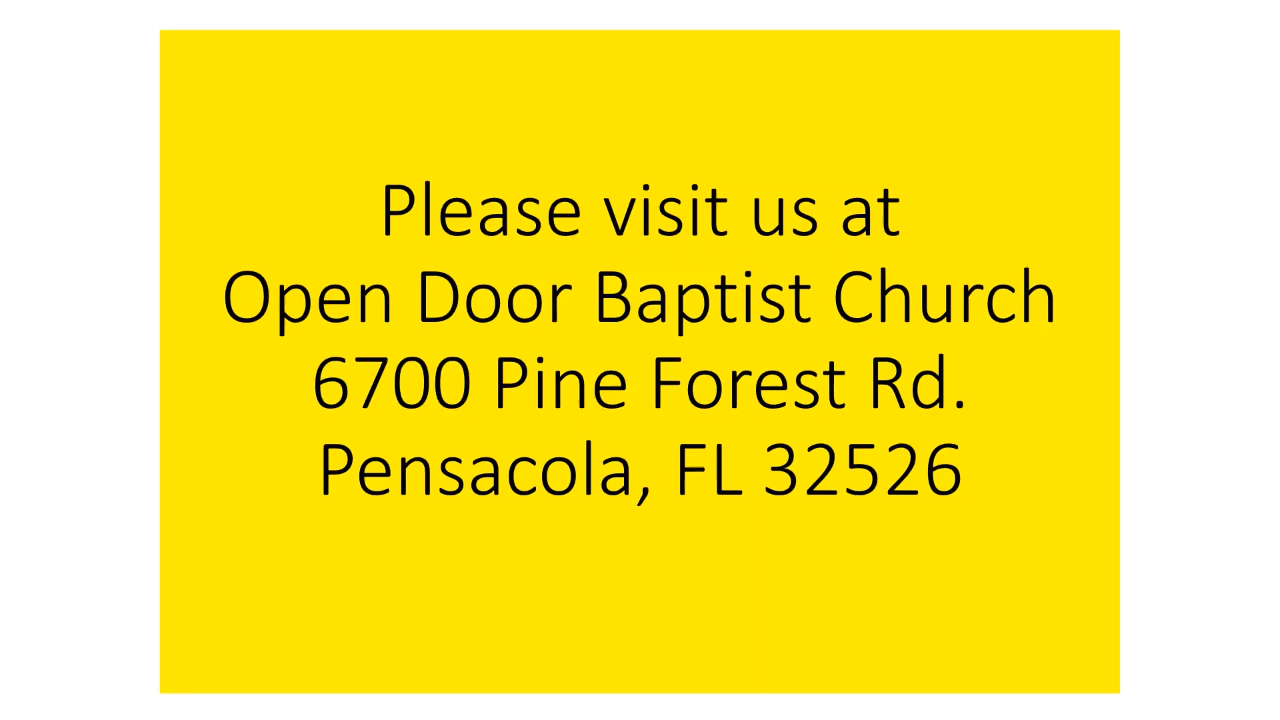 Please visit us at
Open Door Baptist Church
6700 Pine Forest Rd.
Pensacola, FL 32526